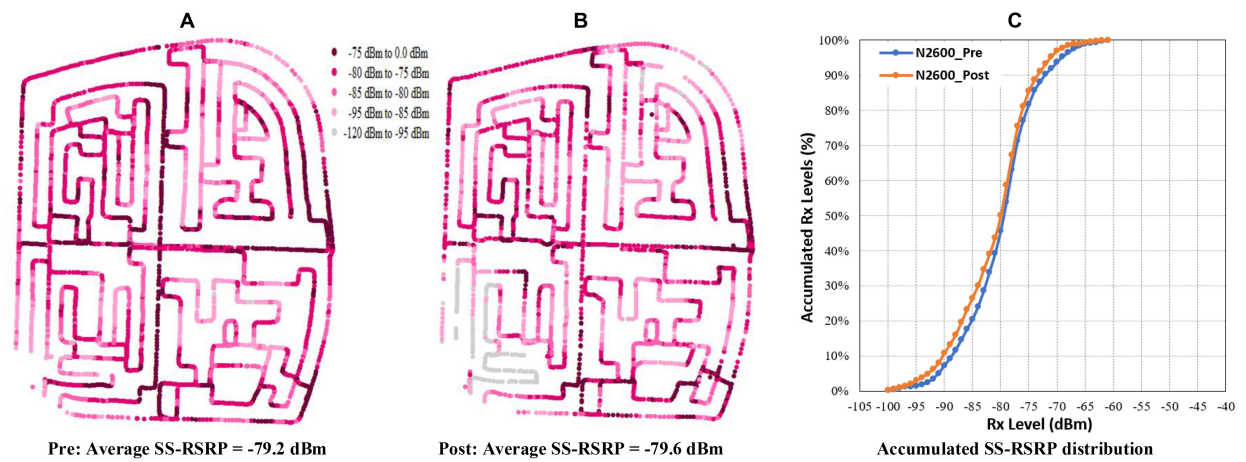 A
B
C
-75 dBm to 0.0 dBm
-80 dBm to -75 dBm
-85 dBm to -80 dBm
-95 dBm to -85 dBm
-120 dBm to -95 dBm
Pre: Average SS-RSRP = -79.2 dBm
Post: Average SS-RSRP = -79.6 dBm
N2600_Pre
N2600_Post
Accumulated Rx Levels (%)
100%
90%
80%
70%
60%
50%
40%
30%
20%
10%
0%
-105 -100 -95 -90 -85 -80 -75 -70 -65 -60 -55 -50 -45 -40
Rx Level (dBm)
Accumulated SS-RSRP distribution